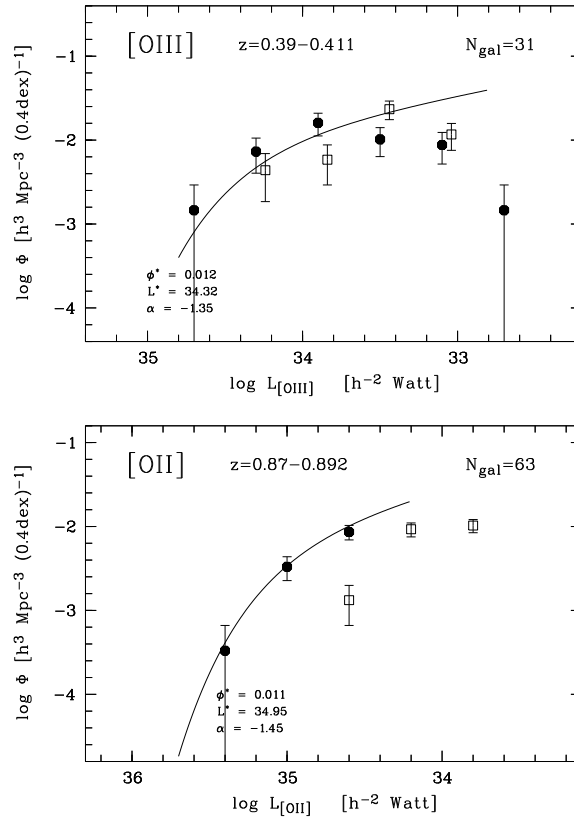 [OIII] z=0.39−0.411 N_gal=31
−1
−2
−3
−4
log Φ [h³ Mpc⁻³ (0.4dex)⁻¹]
ϕ* = 0.012
L* = 34.32
α = −1.35
35 34 33
log L_[OIII] [h⁻² Watt]
[OII] z=0.87−0.892 N_gal=63
−1
−2
−3
−4
log Φ [h³ Mpc⁻³ (0.4dex)⁻¹]
ϕ* = 0.011
L* = 34.95
α = −1.45
36 35 34
log L_[OII] [h⁻² Watt]